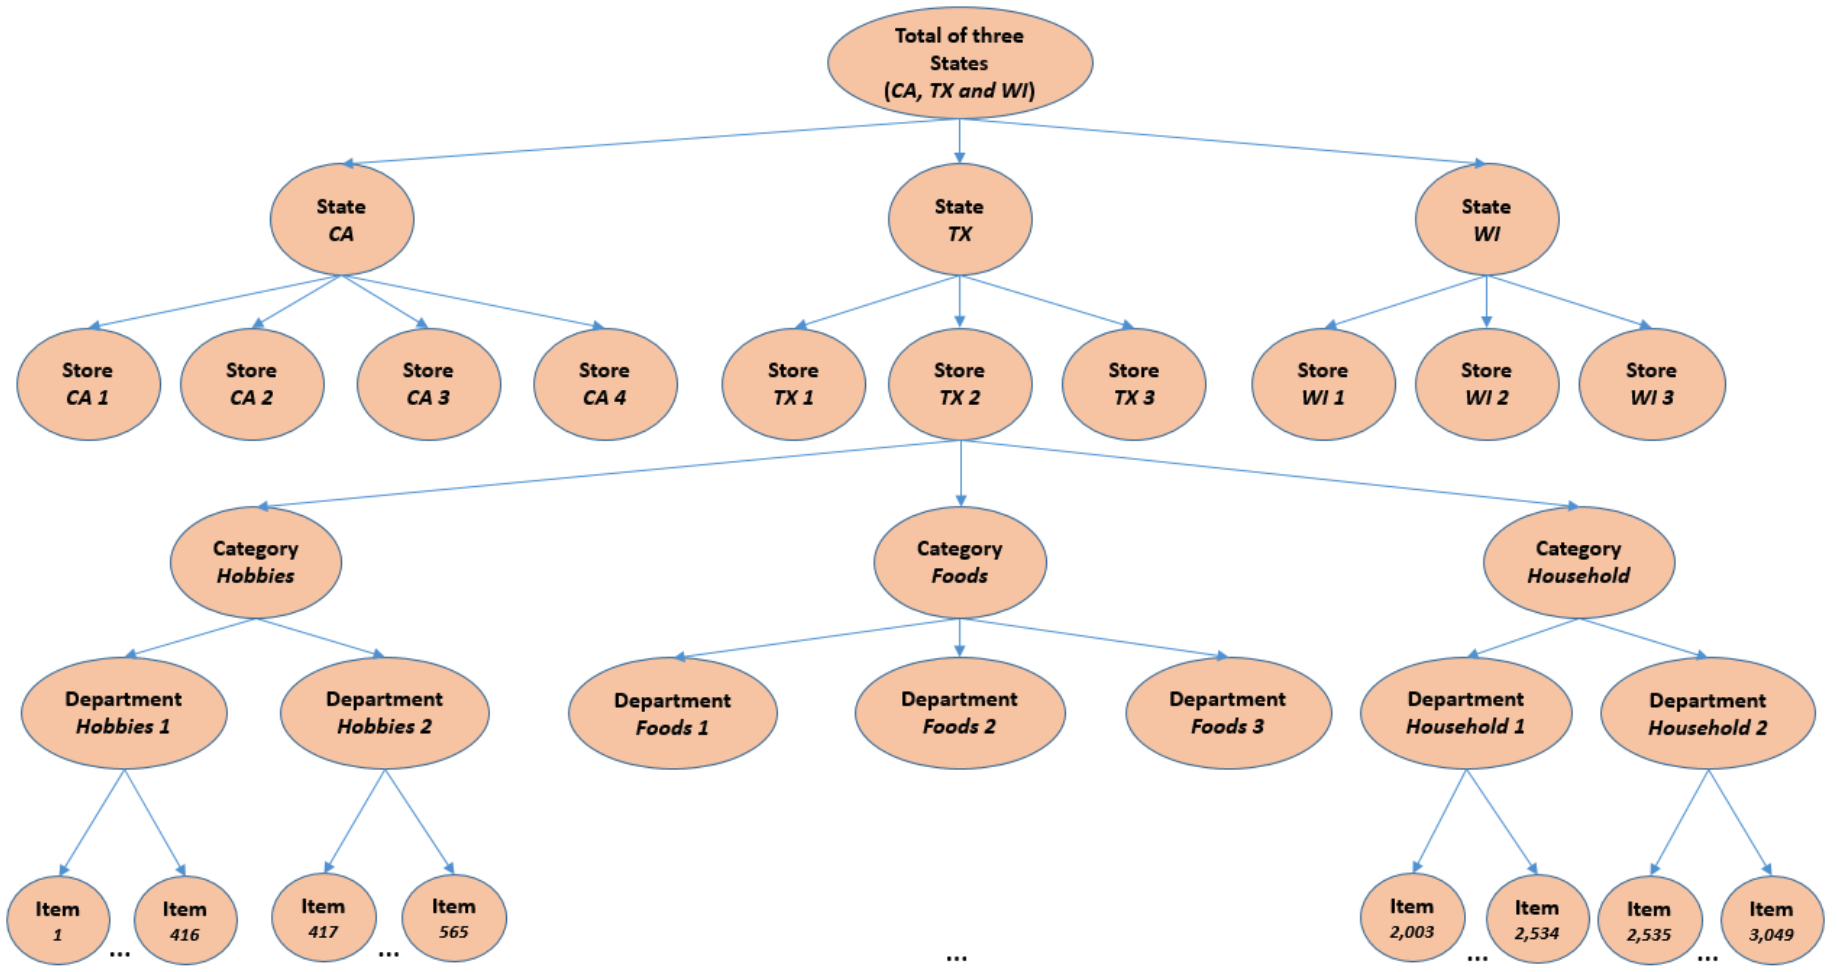 Total of three
States
(CA, TX and WI)
State
CA
State
TX
State
WI
Store
CA 1
Store
CA 2
Store
CA 3
Store
CA 4
Store
TX 1
Store
TX 2
Store
TX 3
Store
WI 1
Store
WI 2
Store
WI 3
Category
Hobbies
Category
Foods
Category
Household
Department
Hobbies 1
Department
Hobbies 2
Department
Foods 1
Department
Foods 2
Department
Foods 3
Department
Household 1
Department
Household 2
Item
1
...
Item
416
Item
417
...
Item
565
...
Item
2,003
...
Item
2,534
Item
2,535
...
Item
3,049